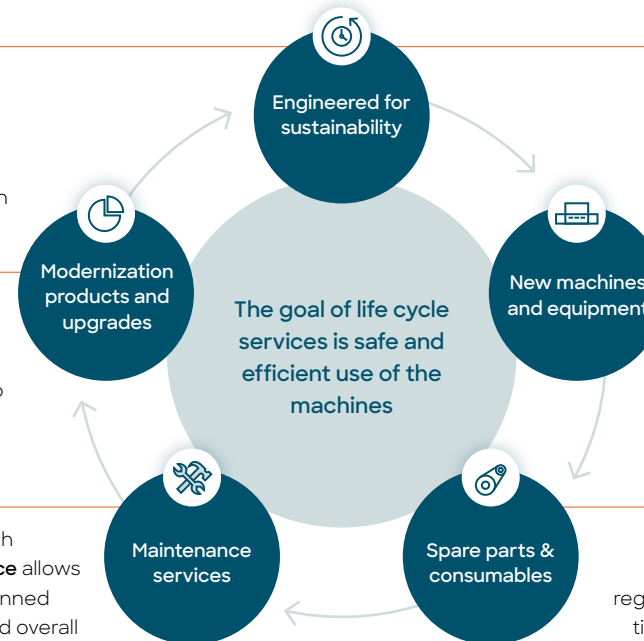 Engineered for
sustainability
Modernization
products and
upgrades
New machines
and equipment
The goal of life cycle
services is safe and
efficient use of the
machines
Maintenance
services
Spare parts &
consumables
ce allows
nned
d overall
reg
ti